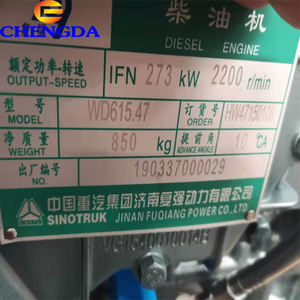 CHENGDA
柴油机
DIESEL ENGINE
额定功率·转速 IFN 273 kW 2200 r/min
OUTPUT-SPEED
型号 WD615.47 订货号
MODEL ORDER
净质量 850 kg 提前角 10 °CA
WEIGHT
出厂编号 190337000029
NO.
中国重汽集团济南复强动力有限公司
SINOTRUK JINAN FUQIANG POWER CO.,LTD